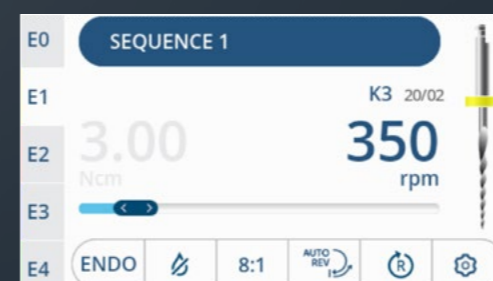 E0
SEQUENCE 1
E1
K3 20/02
E2
3.00
350
Ncm
rpm
E3
E4
ENDO
8:1
AUTO
REV
R